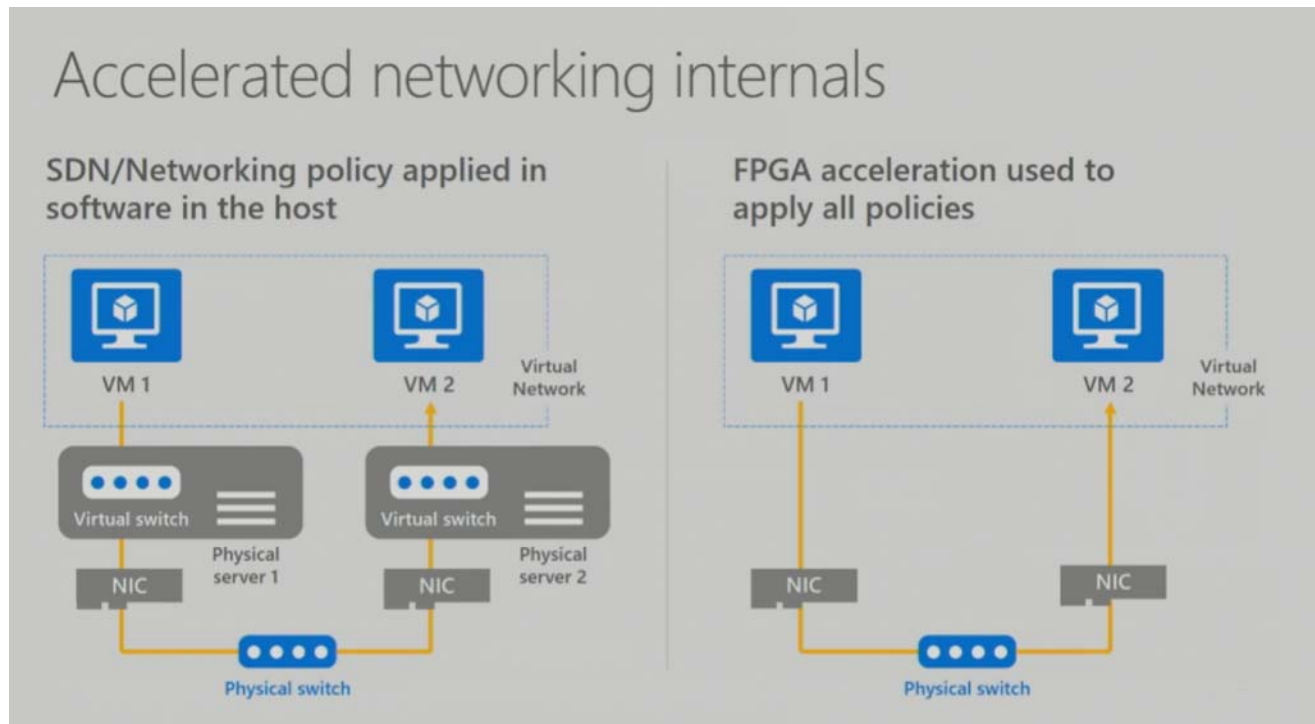 Accelerated networking internals
SDN/Networking policy applied in
software in the host
VM 1
VM 2
Virtual
Network
Virtual switch
Physical
server 1
Virtual switch
Physical
server 2
NIC
NIC
Physical switch
FPGA acceleration used to
apply all policies
VM 1
VM 2
Virtual
Network
NIC
NIC
Physical switch